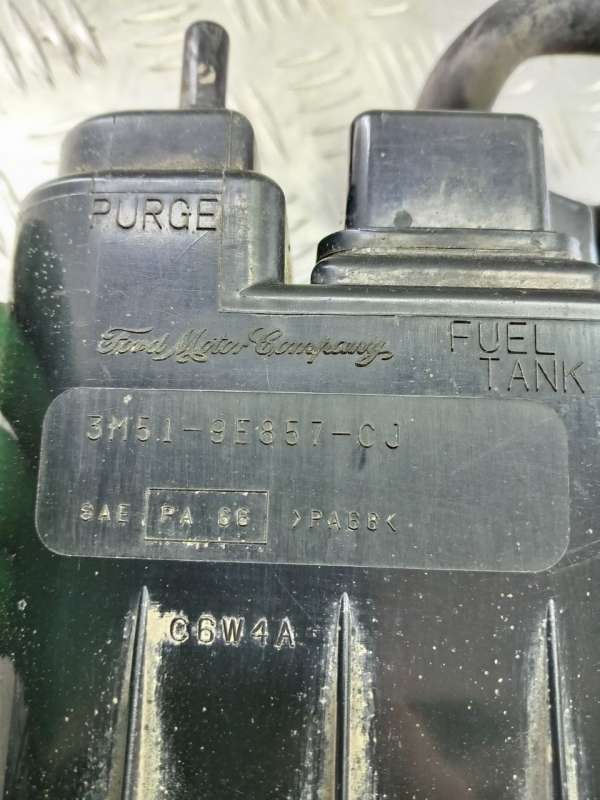 PURGE
Ford Motor Company
FUEL
TANK
3M51-9E857-CJ
SAE PA 66 >PA66<
C6W4A